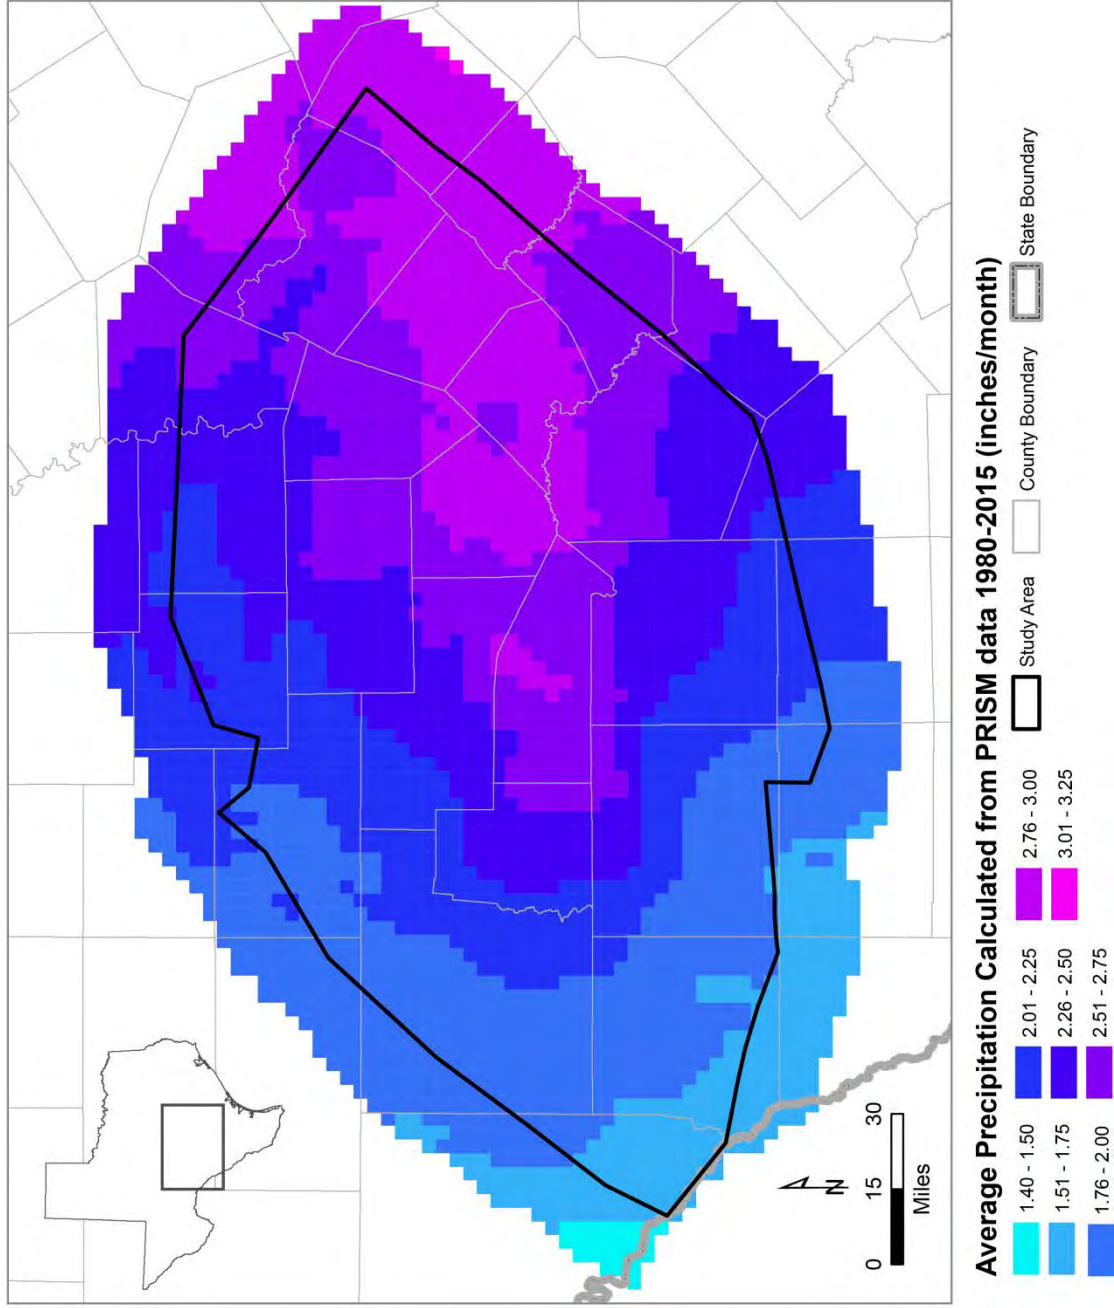 N
0 15 30
Miles
Average Precipitation Calculated from PRISM data 1980-2015 (inches/month)
1.40 - 1.50
1.51 - 1.75
1.76 - 2.00
2.01 - 2.25
2.26 - 2.50
2.51 - 2.75
2.76 - 3.00
3.01 - 3.25
Study Area
County Boundary
State Boundary